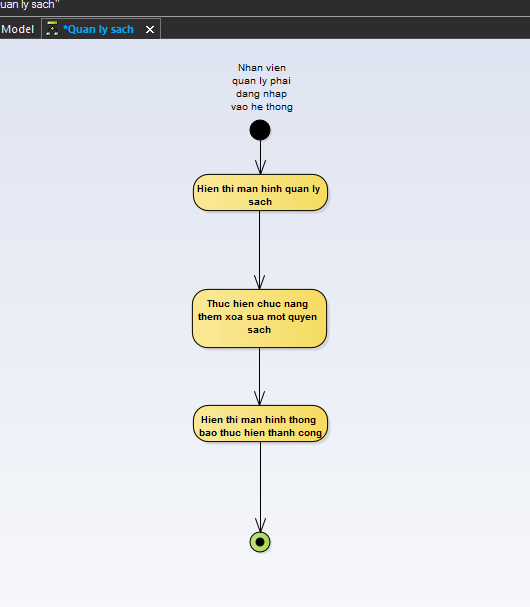 uan ly sach"
Model
*Quan ly sach
Nhan vien
quan ly phai
dang nhap
vao he thong
Hien thi man hinh quan ly
sach
Thuc hien chuc nang
them xoa sua mot quyen
sach
Hien thi man hinh thong
bao thuc hien thanh cong